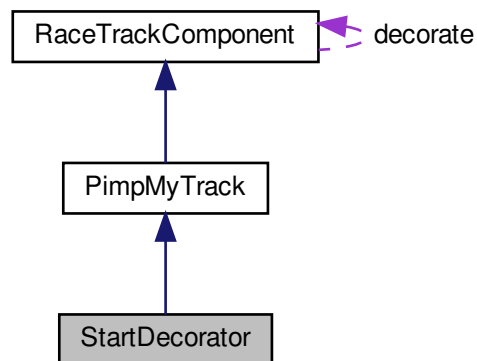 RaceTrackComponent
decorate
PimpMyTrack
StartDecorator